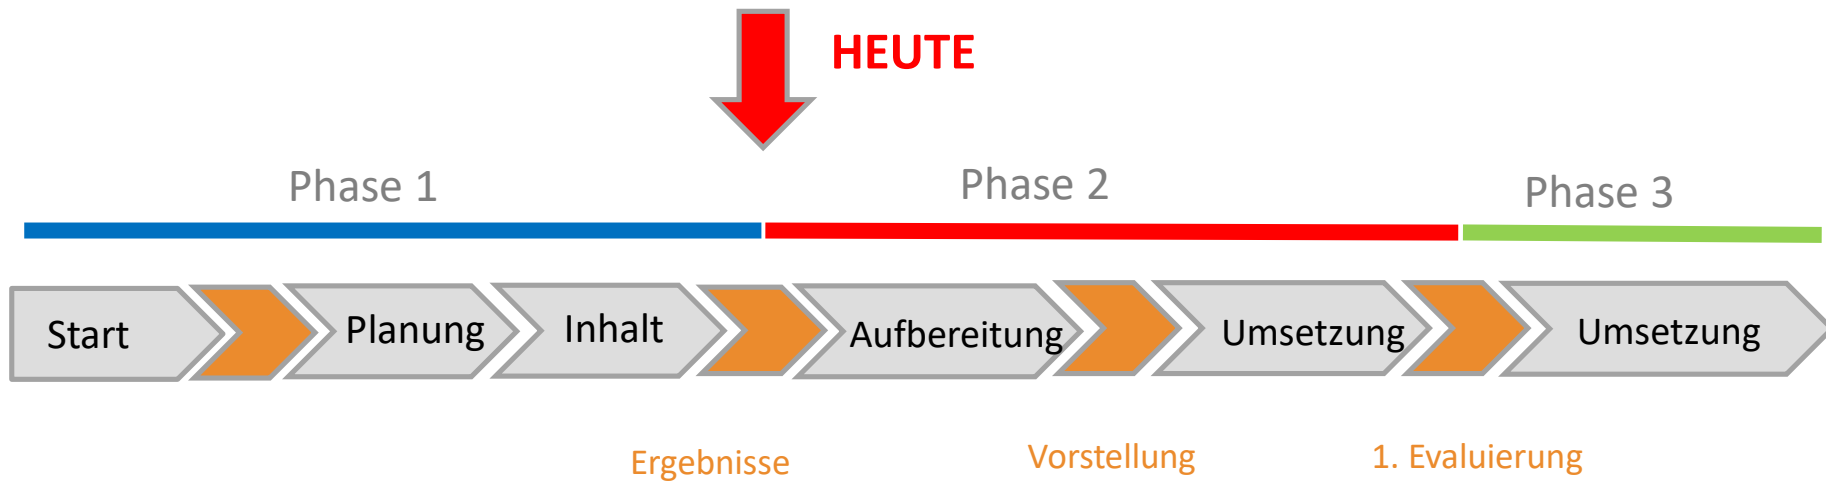 HEUTE
Phase 1
Phase 2
Phase 3
Start
Planung
Inhalt
Aufbereitung
Umsetzung
Umsetzung
Ergebnisse
Vorstellung
1. Evaluierung